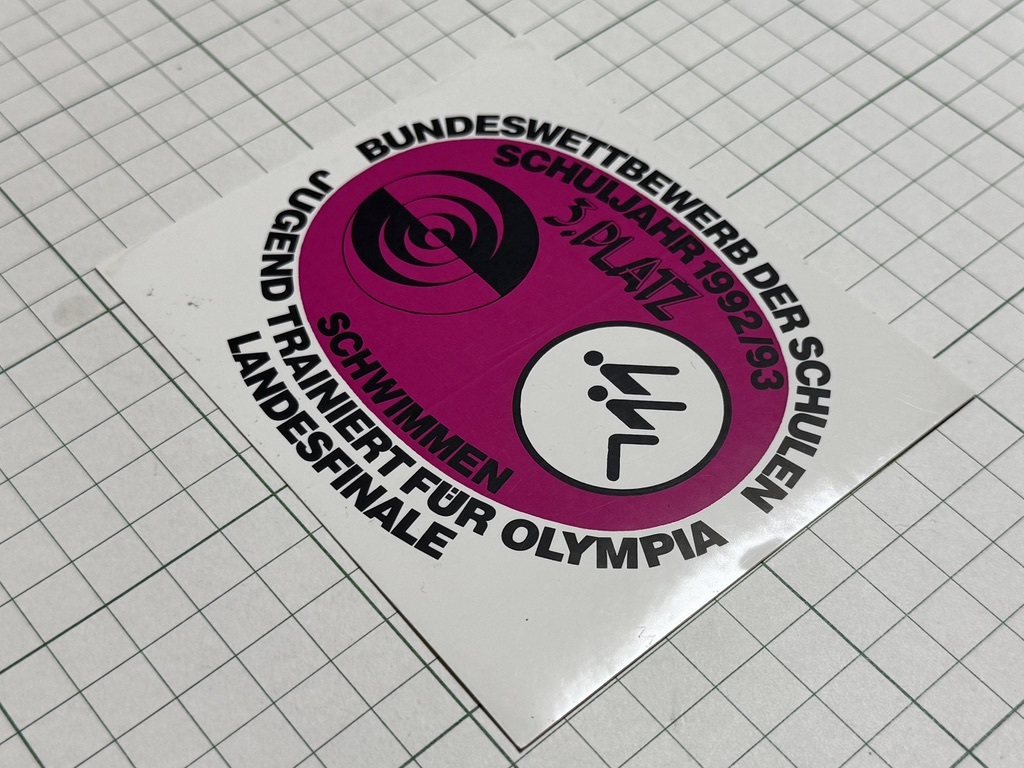 BUNDESWETTBEWERB DER SCHULEN
SCHULJAHR 1992/93
3. PLATZ
SCHWIMMEN
JUGEND TRAINIERT FÜR OLYMPIA
LANDESFINALE